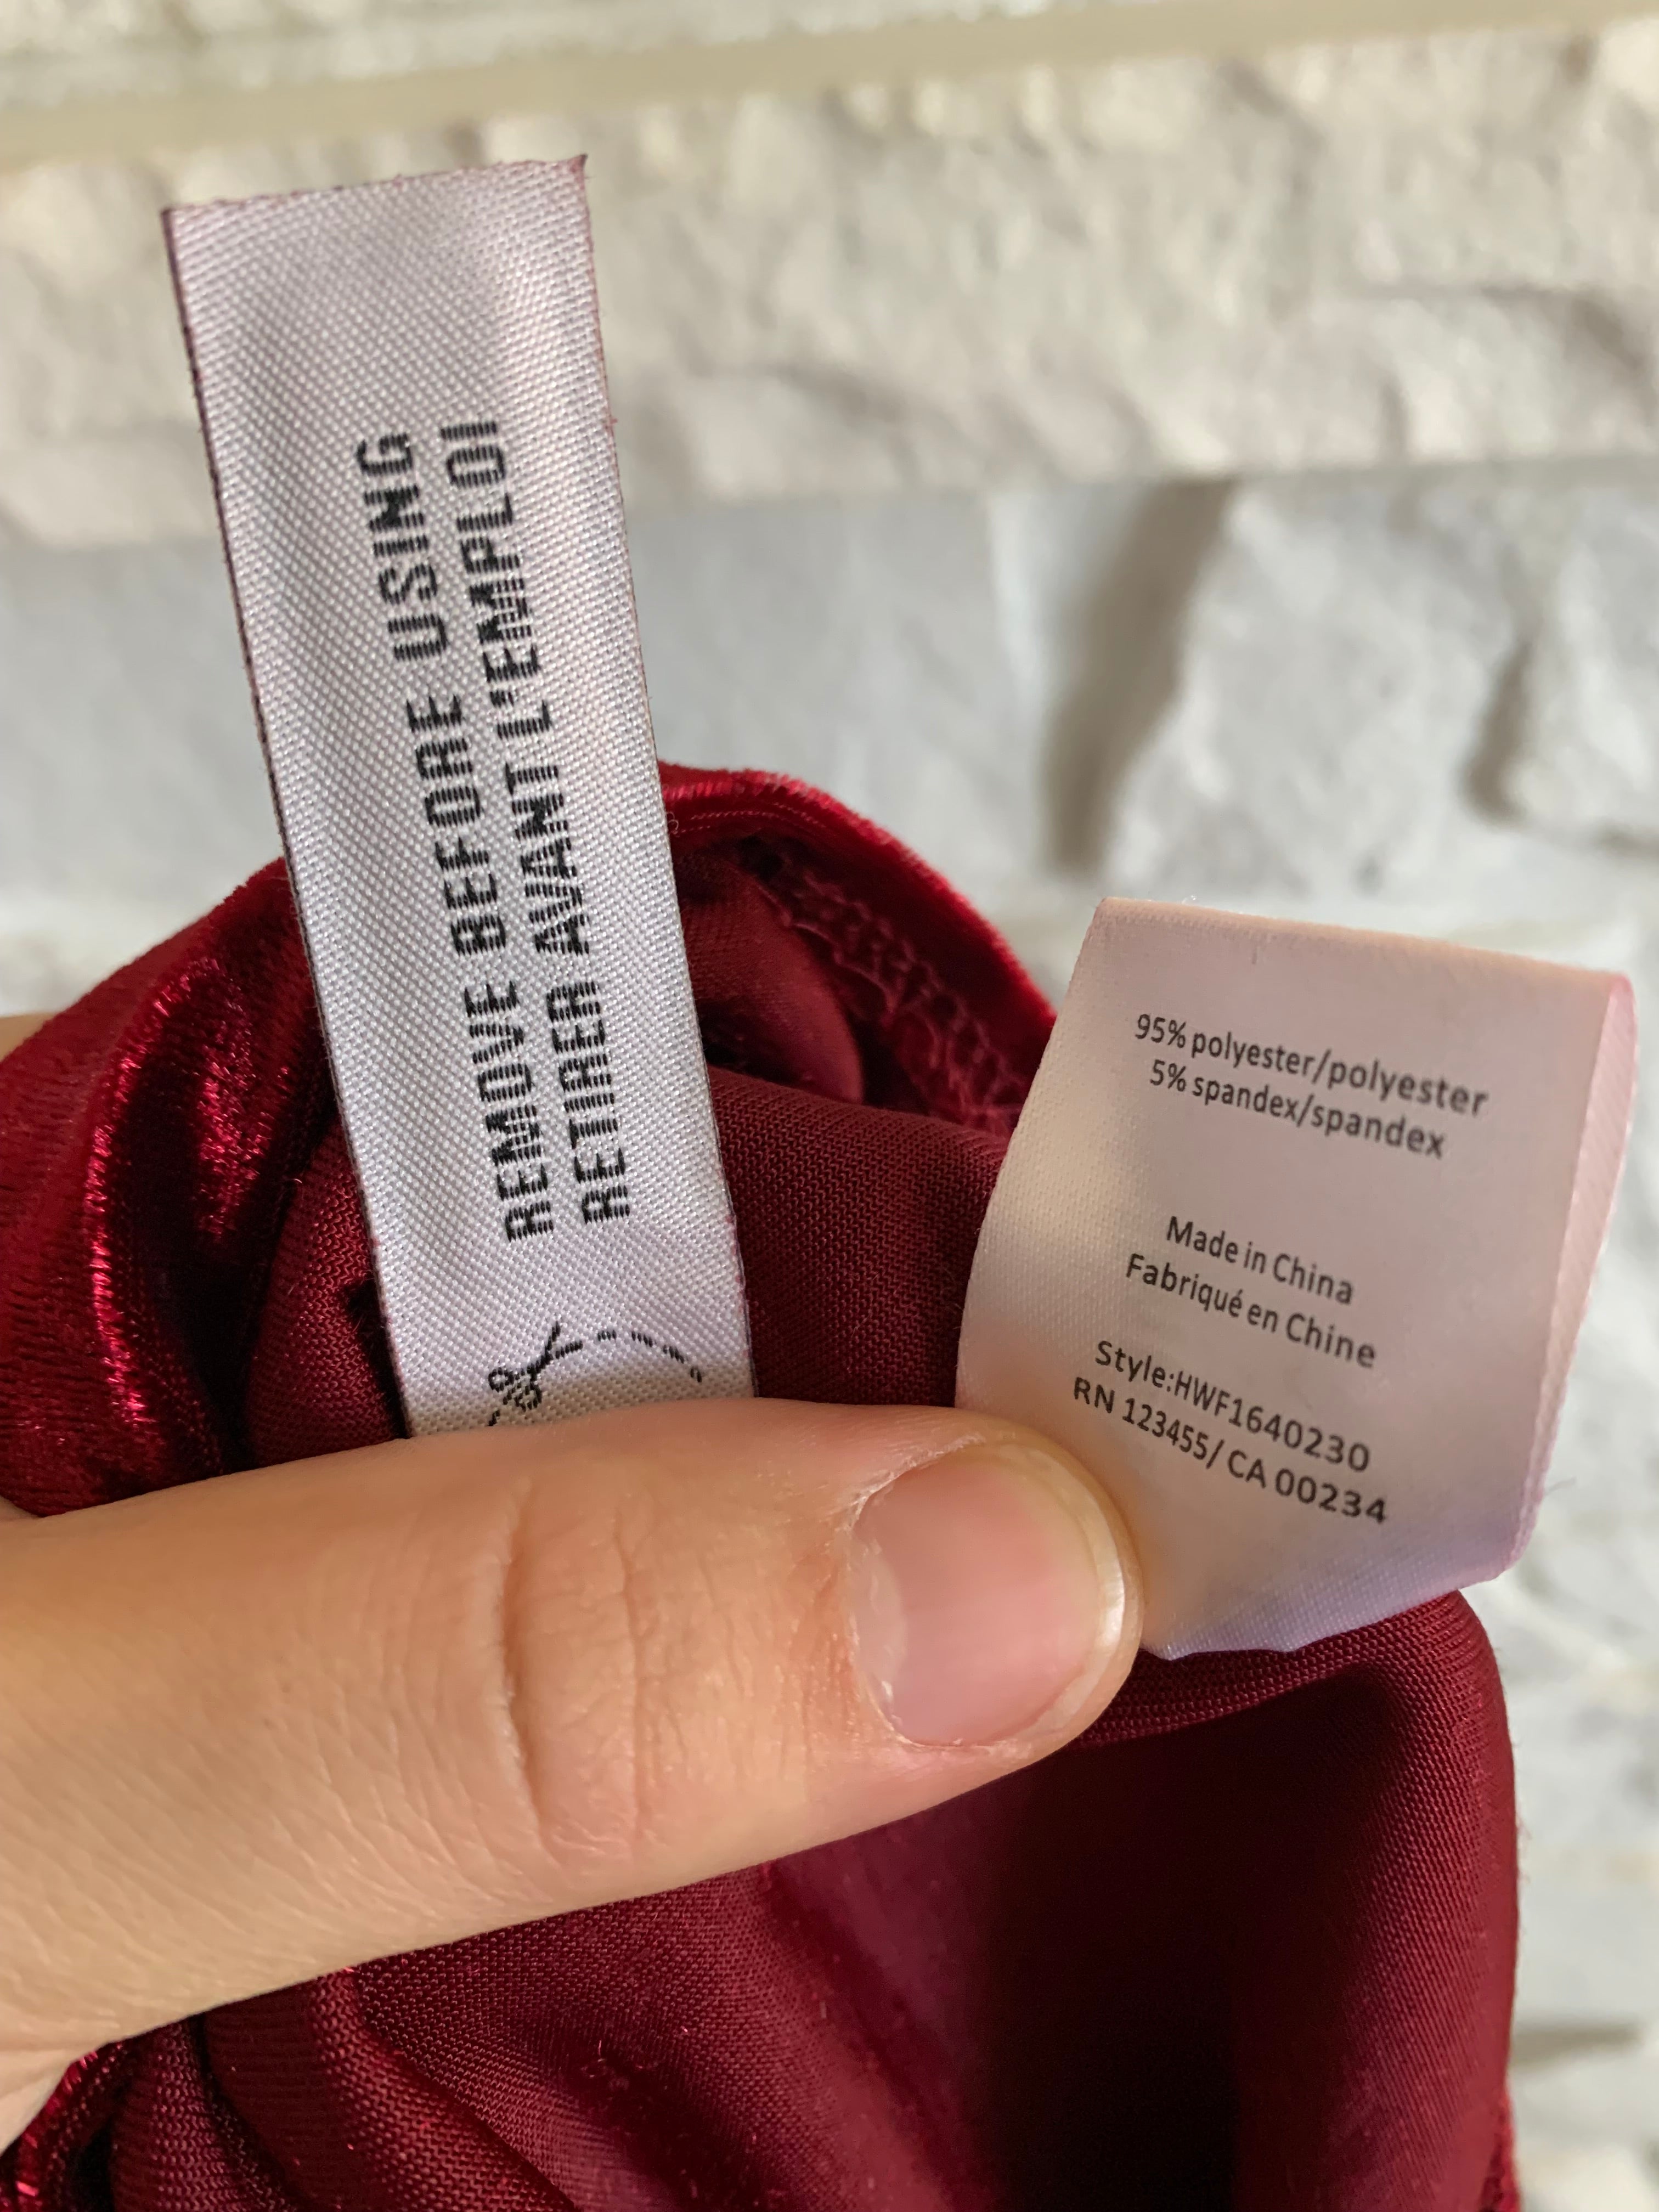 REMOVE BEFORE USING
RETIRER AVANT L'EMPLOI
95% polyester/polyester
5% spandex/spandex
Made in China
Fabriqué en Chine
Style:HWF1640230
RN 123455/ CA 00234